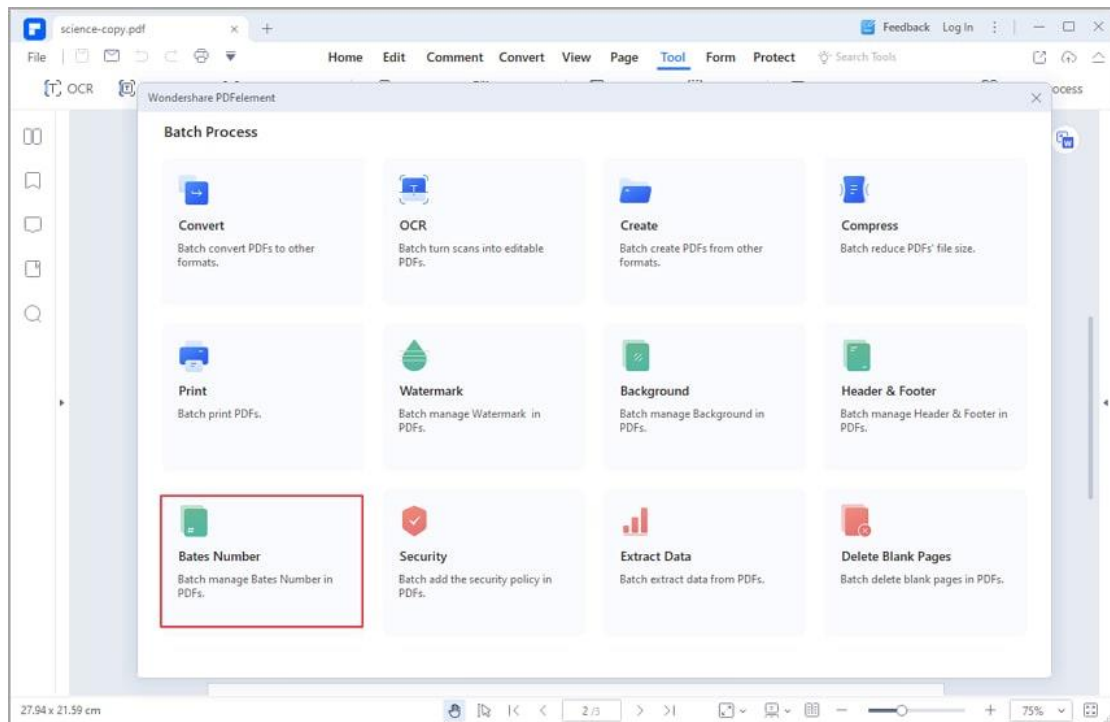 science-copy.pdf
Feedback Log In
File
Home Edit Comment Convert View Page Tool Form Protect Search Tools
OCR
ocess
Wondershare PDFelement
Batch Process
Convert
Batch convert PDFs to other
formats.
OCR
Batch turn scans into editable
PDFs.
Create
Batch create PDFs from other
formats.
Compress
Batch reduce PDFs' file size.
Print
Batch print PDFs.
Watermark
Batch manage Watermark in
PDFs.
Background
Batch manage Background in
PDFs.
Header & Footer
Batch manage Header & Footer in
PDFs.
Bates Number
Batch manage Bates Number in
PDFs.
Security
Batch add the security policy in
PDFs.
Extract Data
Batch extract data from PDFs.
Delete Blank Pages
Batch delete blank pages in PDFs.
27.94 x 21.59 cm
2 /3
75%